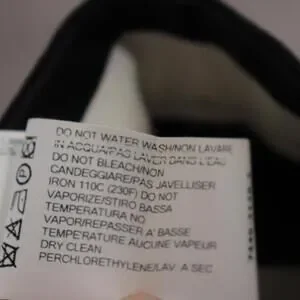 DO NOT WATER WASH/NON LAVARE
IN ACQUA/PAS LAVER DANS L'EAU
DO NOT BLEACH/NON
CANDEGGIARE/PAS JAVELLUSER
IRON 110C (230F) DO NOT
VAPORIZE/STIRO BASSA
TEMPERATURA NO
VAPOR/REPASSER A' BASSE
TEMPE'RATURE AUCUNE VAPEUR
DRY CLEAN
PERCHLORETHYLENE/LAV A SEC